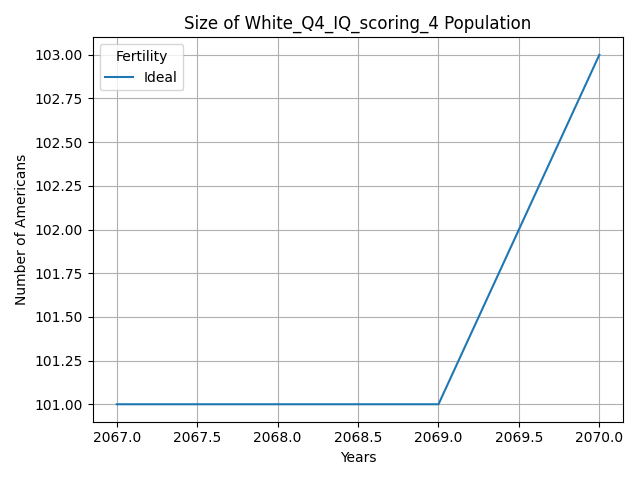 Size of White_Q4_IQ_scoring_4 Population
Fertility
Ideal
103.00
102.75
102.50
102.25
102.00
101.75
101.50
101.25
101.00
Number of Americans
2067.0 2067.5 2068.0 2068.5 2069.0 2069.5 2070.0
Years